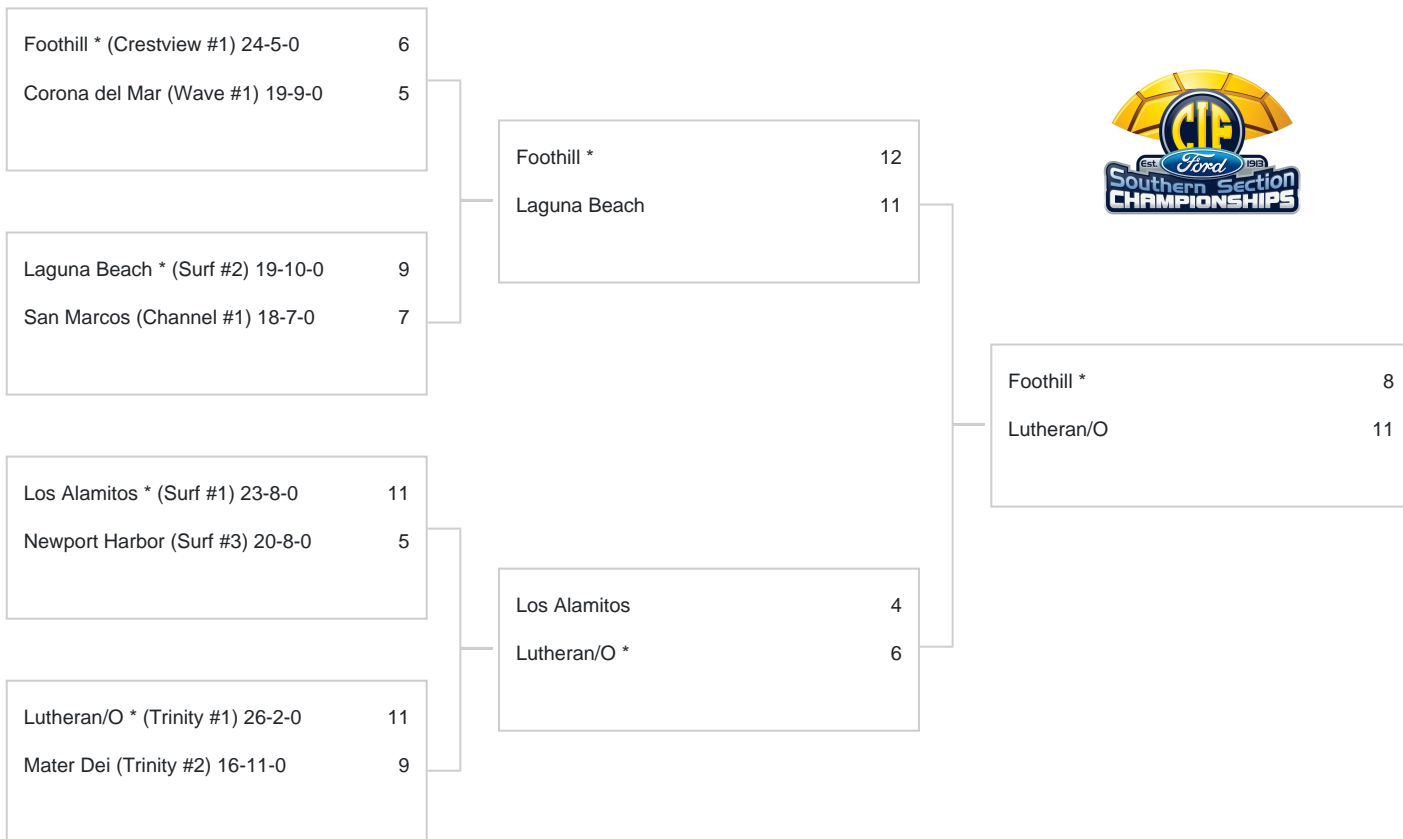 Foothill * (Crestview #1) 24-5-0 6
Corona del Mar (Wave #1) 19-9-0 5
Laguna Beach * (Surf #2) 19-10-0 9
San Marcos (Channel #1) 18-7-0 7
Los Alamitos * (Surf #1) 23-8-0 11
Newport Harbor (Surf #3) 20-8-0 5
Lutheran/O * (Trinity #1) 26-2-0 11
Mater Dei (Trinity #2) 16-11-0 9
Foothill * 12
Laguna Beach 11
Los Alamitos 4
Lutheran/O * 6
CIF
Est. Ford 1913
Southern Section
CHAMPIONSHIPS
Foothill * 8
Lutheran/O 11